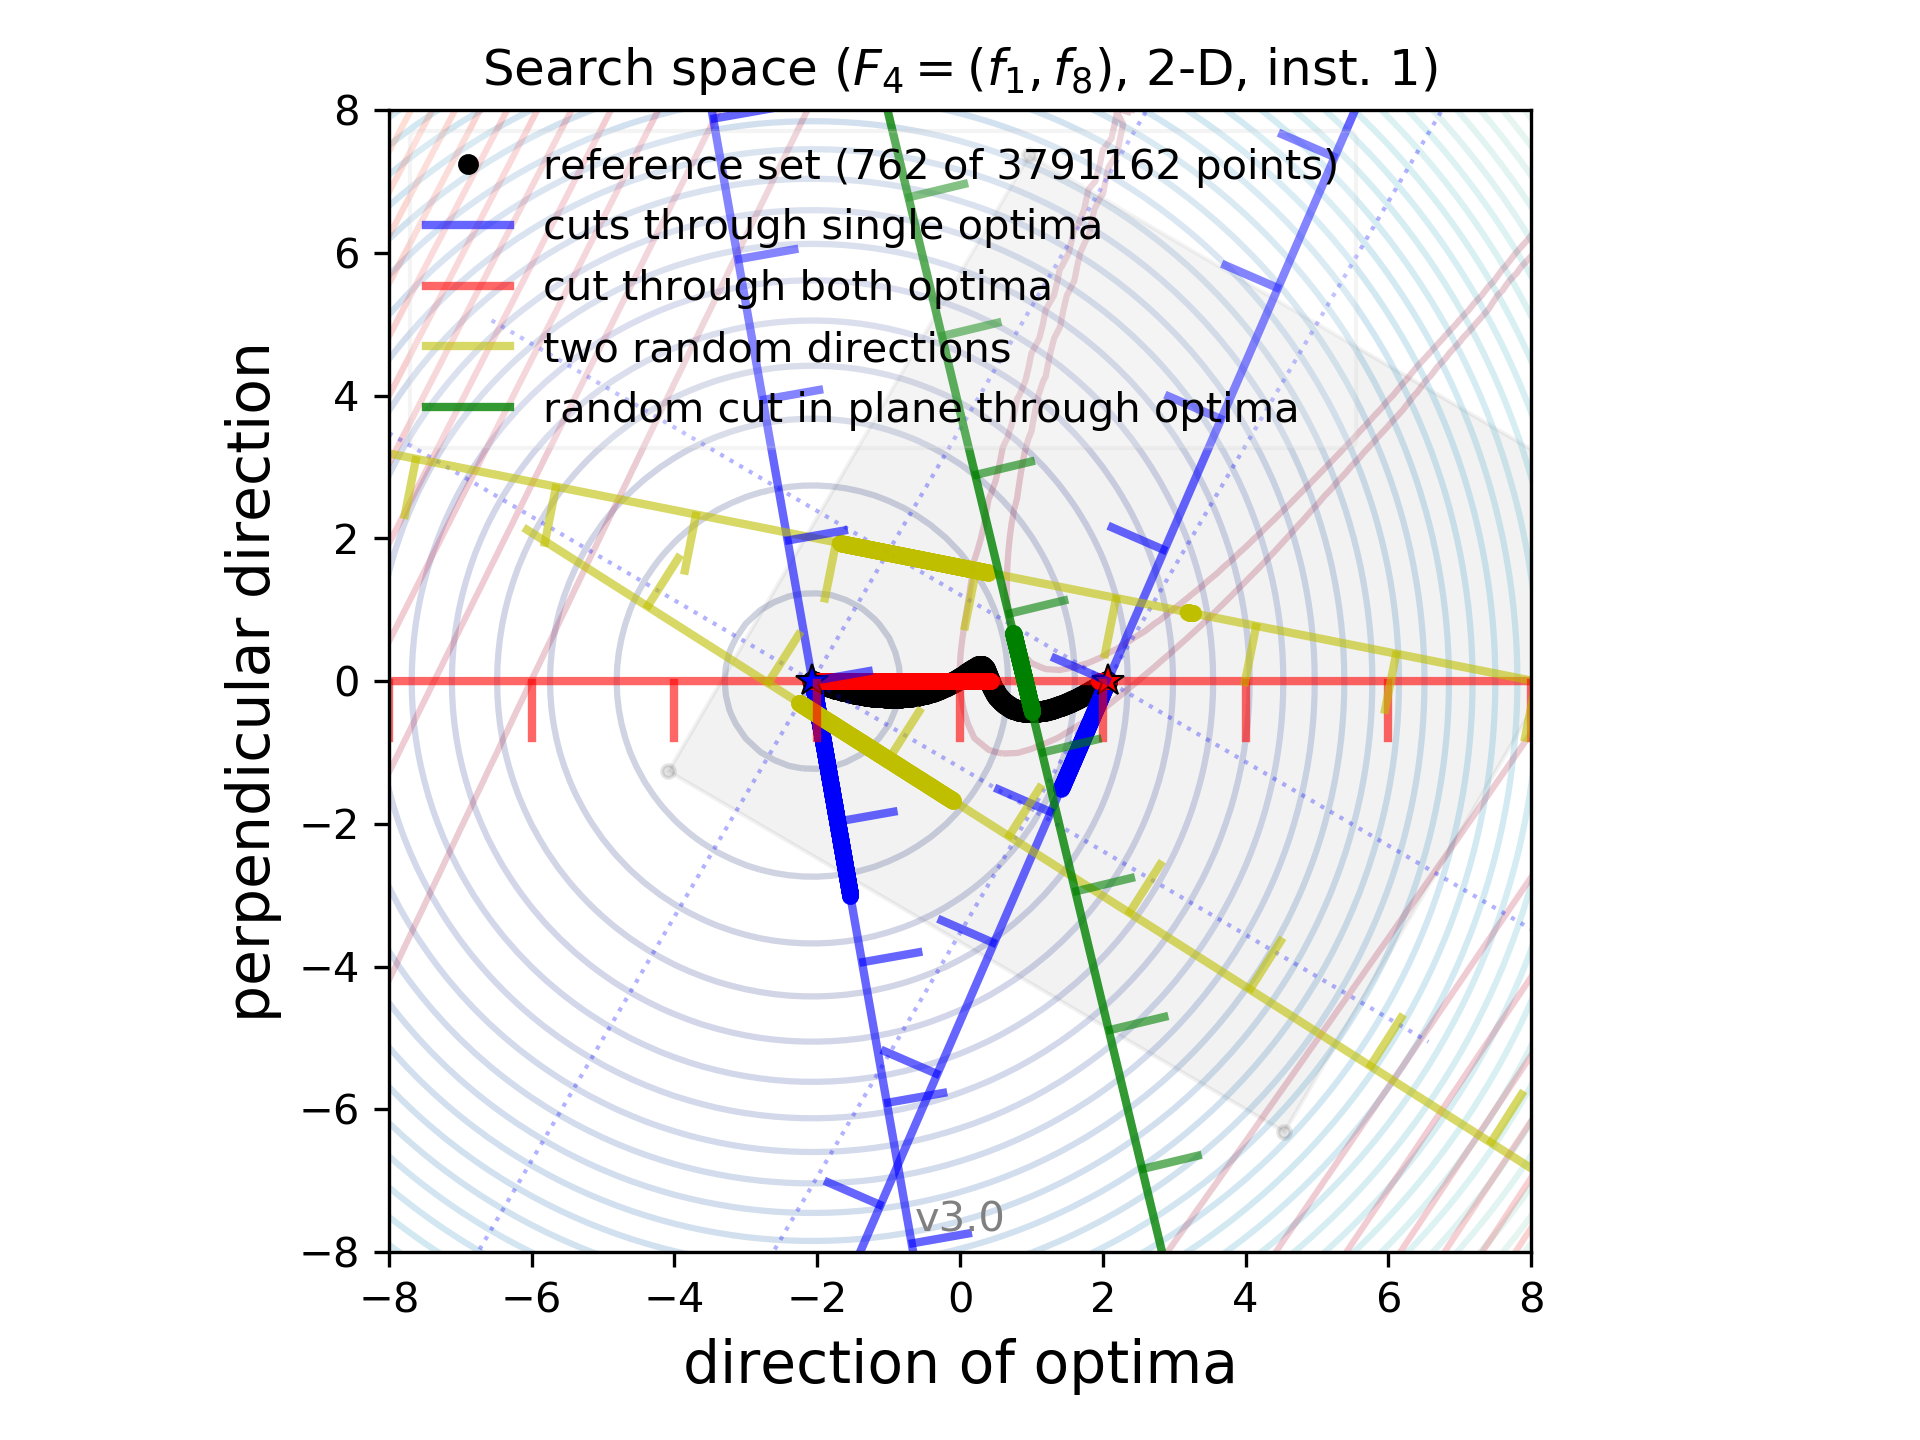 Search space (F4 = (f1, f8), 2-D, inst. 1)
reference set (762 of 3791162 points)
cuts through single optima
cut through both optima
two random directions
random cut in plane through optima
perpendicular direction
8
6
4
2
0
−2
−4
−6
−8
v3.0
−8 −6 −4 −2 0 2 4 6 8
direction of optima